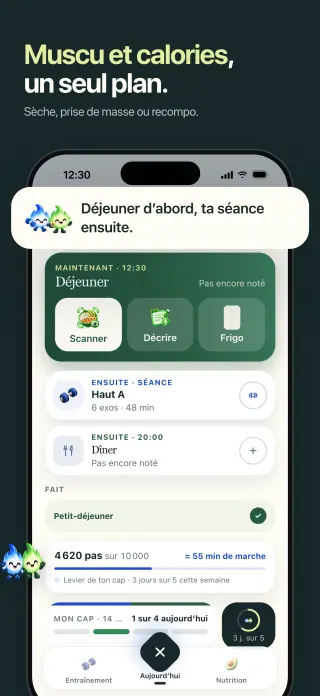 Muscu et calories,
un seul plan.
Sèche, prise de masse ou recompo.
12:30
Déjeuner d’abord, ta séance
ensuite.
MAINTENANT · 12:30
Déjeuner
Pas encore noté
Scanner
Décrire
Frigo
ENSUITE · SÉANCE
Haut A
6 exos · 48 min
ENSUITE · 20:00
Dîner
Pas encore noté
FAIT
Petit-déjeuner
4 620 pas sur 10 000
≈ 55 min de marche
Levier de ton cap · 3 jours sur 5 cette semaine
MON CAP · 14 ...
1 sur 4 aujourd’hui
3 j. sur 5
Entraînement
Aujourd’hui
Nutrition